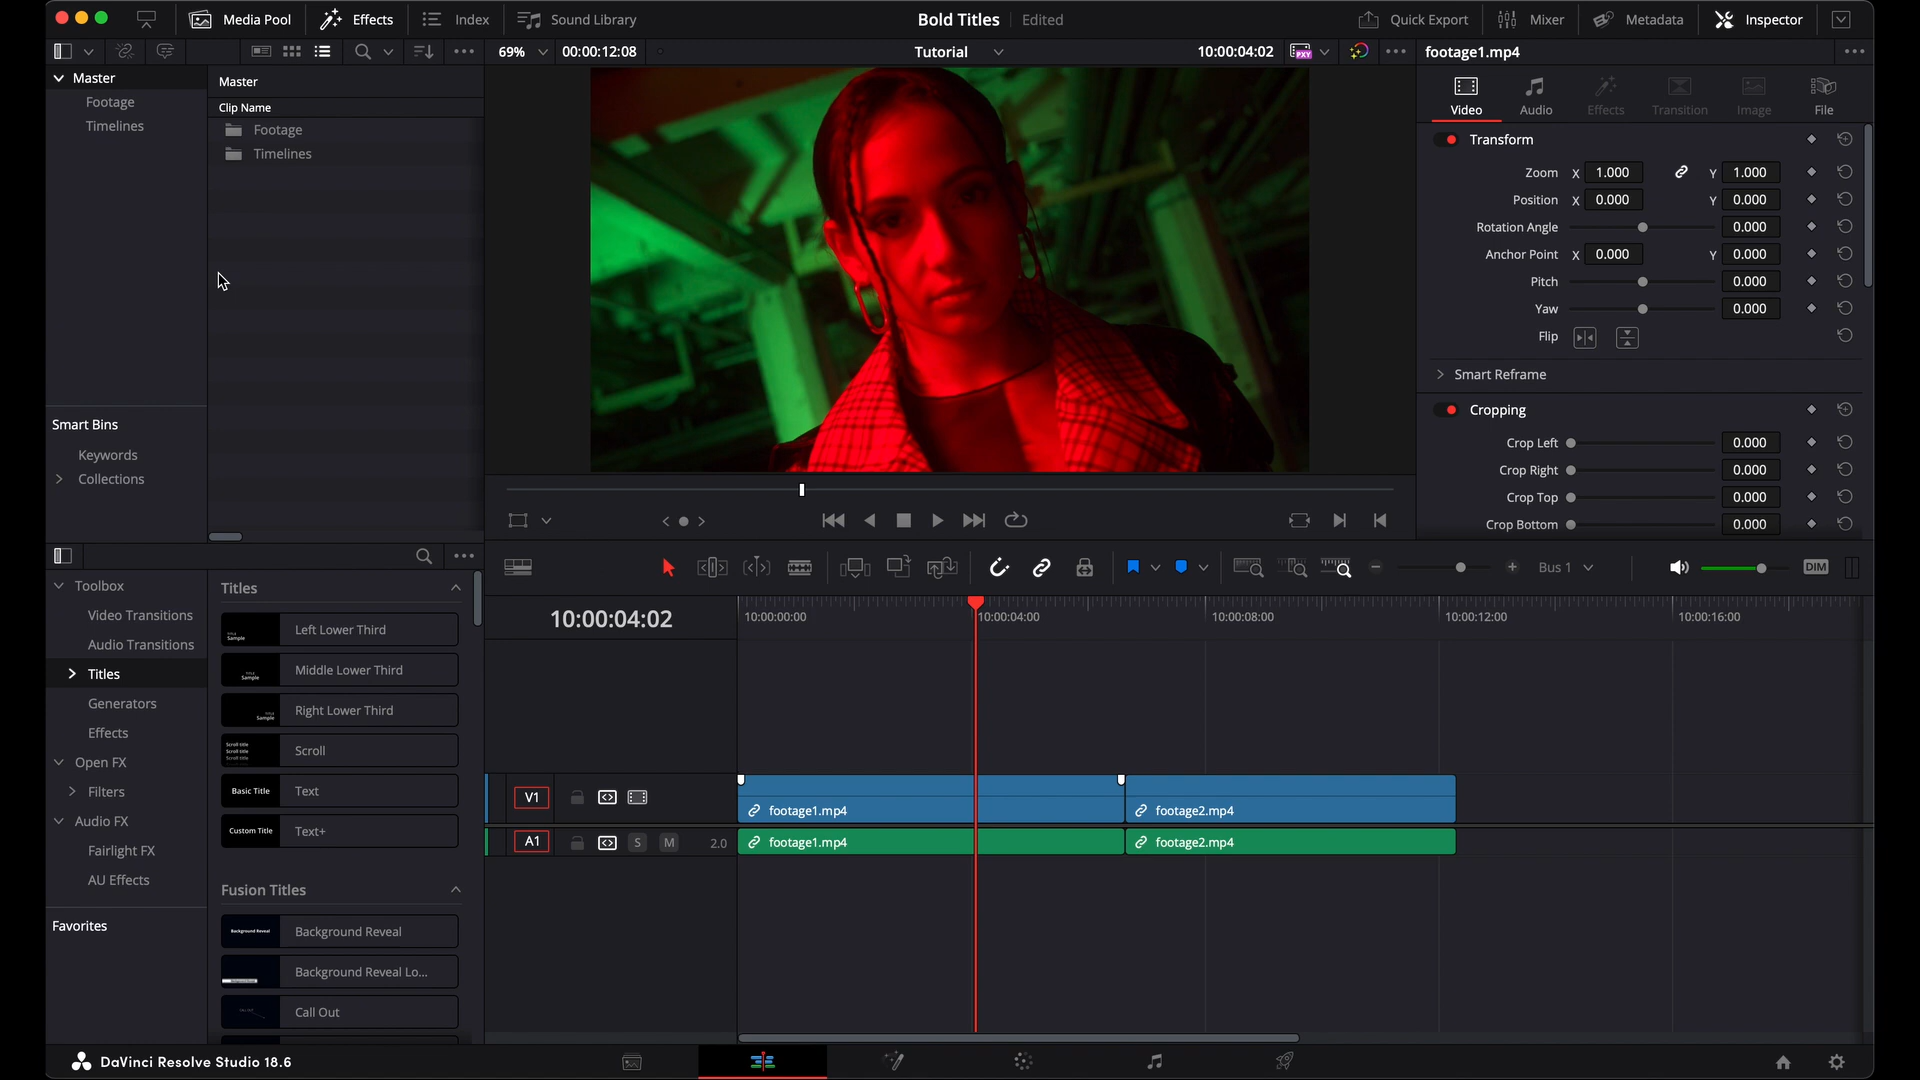 Media Pool
Effects
Index
Sound Library
Bold Titles
Edited
Quick Export
Mixer
Metadata
Inspector
69%
00:00:12:08
Tutorial
10:00:04:02
PXY
footage1.mp4
Master
Footage
Timelines
Master
Clip Name
Footage
Timelines
Video
Audio
Effects
Transition
Image
File
Transform
Zoom X 1.000 Y 1.000
Position X 0.000 Y 0.000
Rotation Angle 0.000
Anchor Point X 0.000 Y 0.000
Pitch 0.000
Yaw 0.000
Flip
Smart Reframe
Cropping
Crop Left 0.000
Crop Right 0.000
Crop Top 0.000
Crop Bottom 0.000
Smart Bins
Keywords
Collections
Bus 1
DIM
Toolbox
Video Transitions
Audio Transitions
Titles
Generators
Effects
Open FX
Filters
Audio FX
Fairlight FX
AU Effects
Favorites
Titles
Left Lower Third
Middle Lower Third
Right Lower Third
Scroll
Basic Title
Text
Custom Title
Text+
Fusion Titles
Background Reveal
Background Reveal
Background Reveal Lo...
Call Out
10:00:04:02
10:00:00:00
10:00:04:00
10:00:08:00
10:00:12:00
10:00:16:00
V1
footage1.mp4
footage2.mp4
A1
S
M
2.0
footage1.mp4
footage2.mp4
DaVinci Resolve Studio 18.6